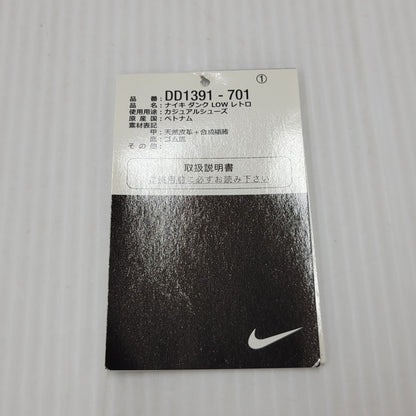 ①
品番: DD1391 - 701
品名: ナイキ ダンク LOW レトロ
使用用途: カジュアルシューズ
原産国: ベトナム
素材表記
甲: 天然皮革+合成繊維
底: ゴム底
その他:
取扱説明書
ご使用前に必ずお読み下さい